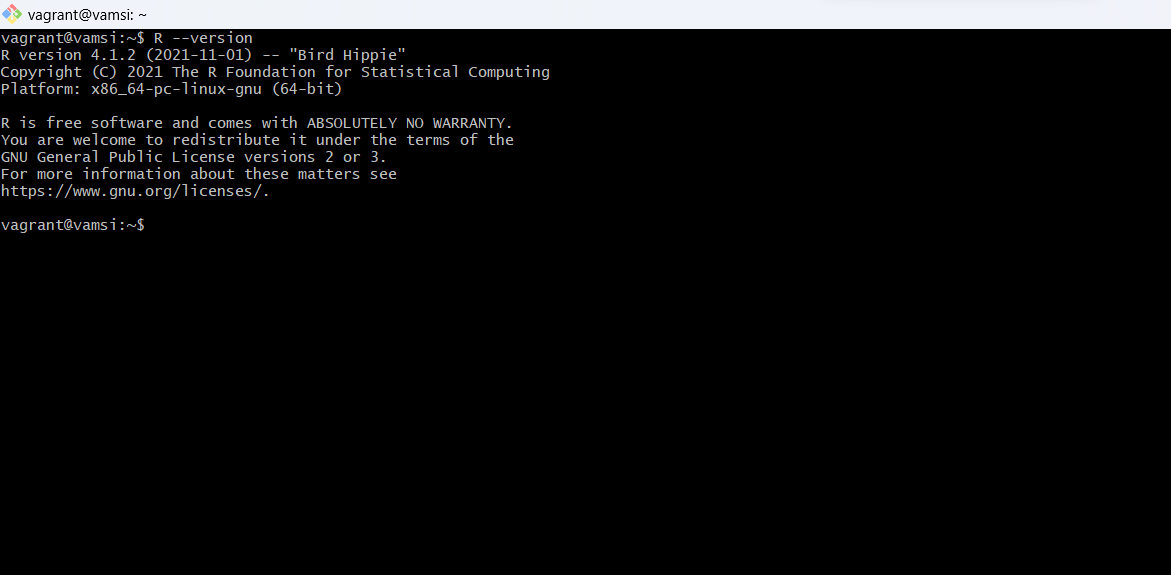 vagrant@vamsi: ~
vagrant@vamsi:~$ R --version
R version 4.1.2 (2021-11-01) -- "Bird Hippie"
Copyright (C) 2021 The R Foundation for Statistical Computing
Platform: x86_64-pc-linux-gnu (64-bit)

R is free software and comes with ABSOLUTELY NO WARRANTY.
You are welcome to redistribute it under the terms of the
GNU General Public License versions 2 or 3.
For more information about these matters see
https://www.gnu.org/licenses/.

vagrant@vamsi:~$